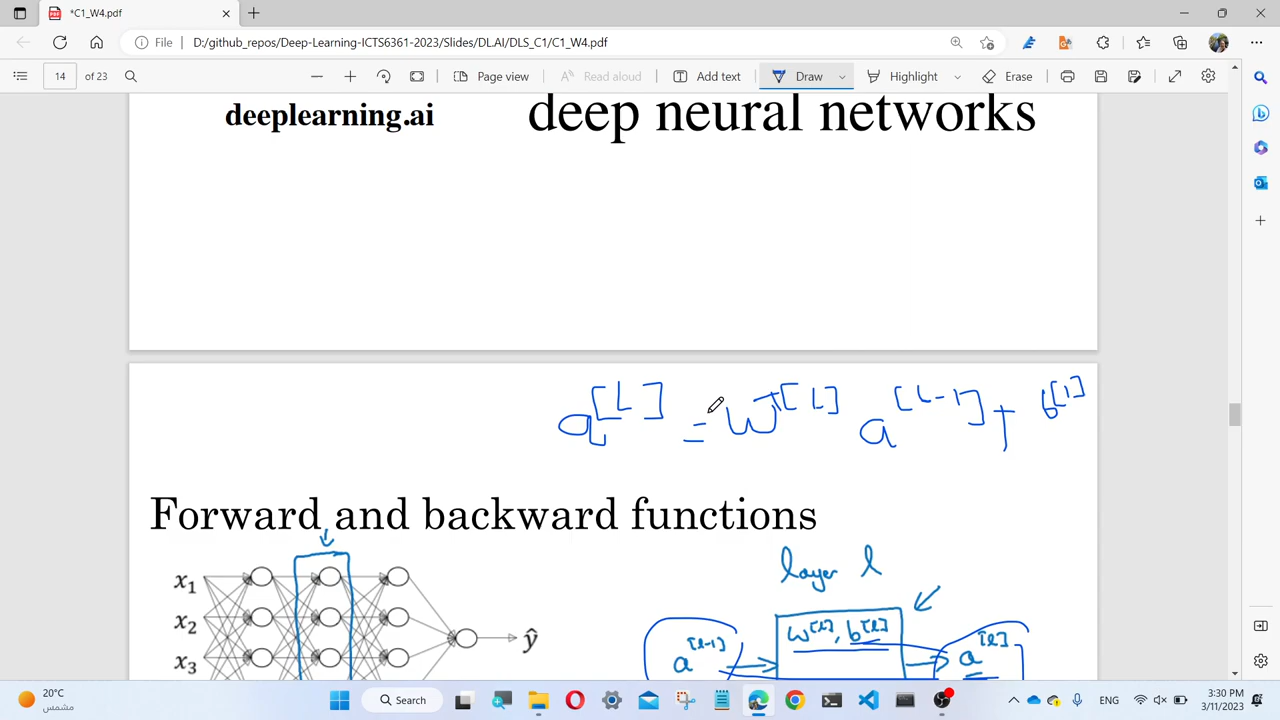 *C1_W4.pdf
File D:/github_repos/Deep-Learning-ICTS6361-2023/Slides/DL.AI/DLS_C1/C1_W4.pdf
14 of 23 Page view Read aloud Add text Draw Highlight Erase
deeplearning.ai deep neural networks
a^[L] = W^T[L] a^[L-1] + b^[1]
Forward and backward functions
layer l
x₁
x₂
x₃
ŷ
w^[l], b^[l]
a^[l-1]
a^[l]
20°C
مشمس
Search
ENG
3:30 PM
3/11/2023